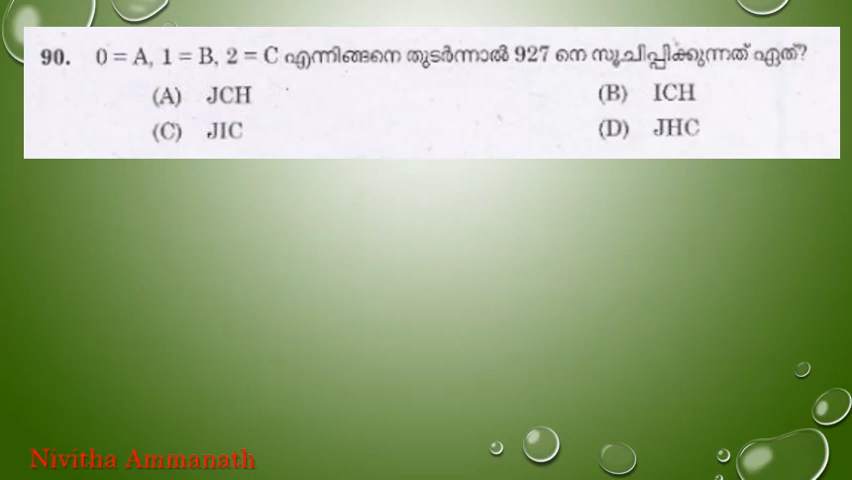 90. 0 = A, 1 = B, 2 = C എന്നിങ്ങനെ തുടർന്നാൽ 927 നെ സൂചിപ്പിക്കുന്നത് ഏത്?
(A) JCH (B) ICH
(C) JIC (D) JHC
Nivitha Ammanath